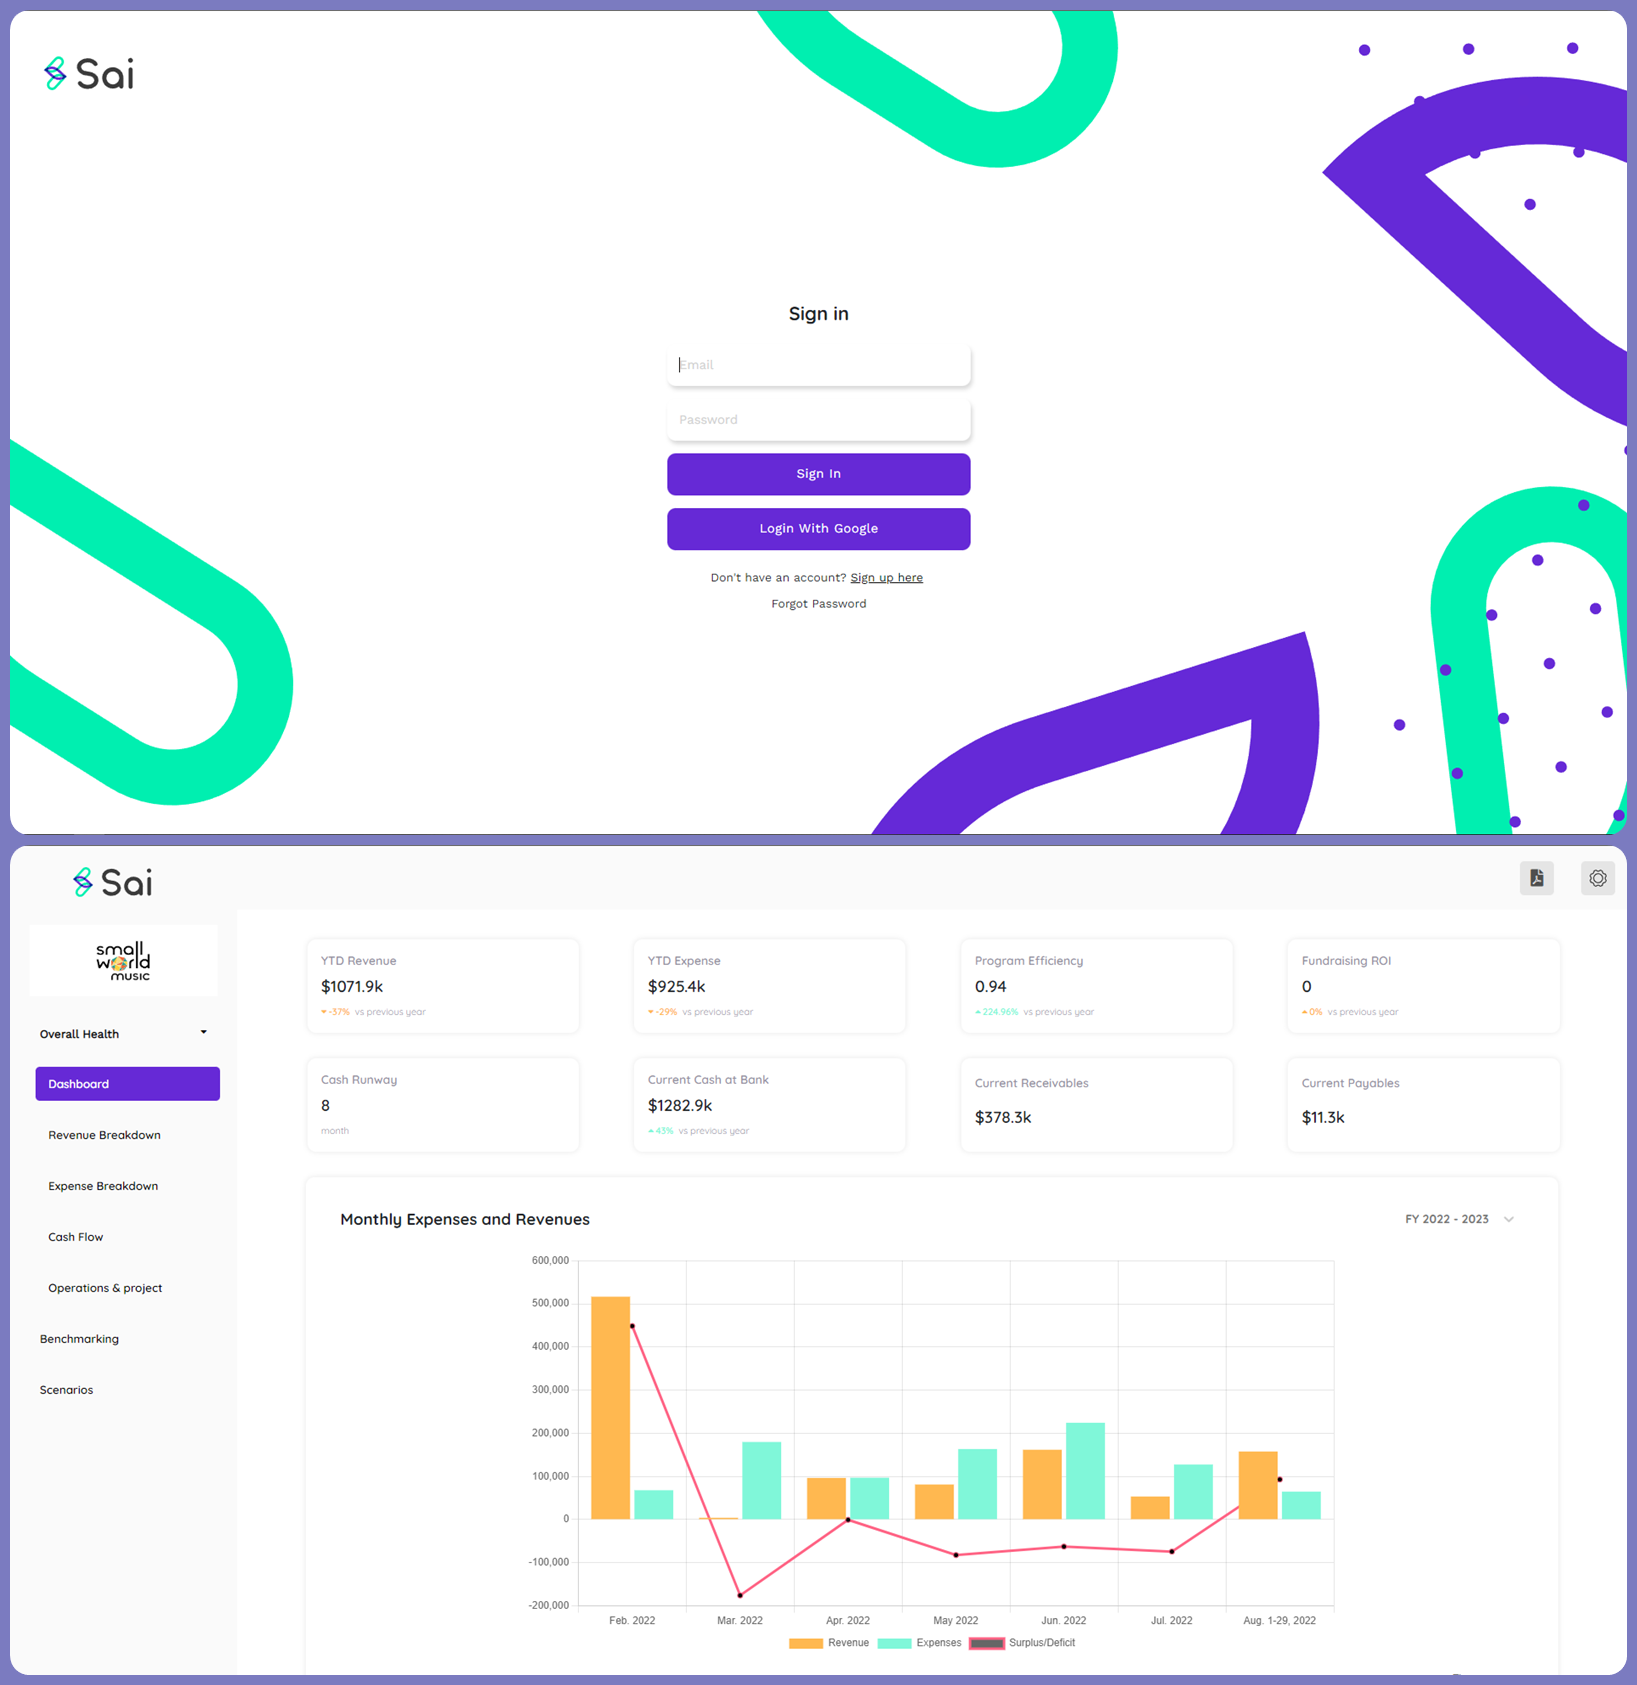 Sai
Sign in
Email
Password
Sign In
Login With Google
Don't have an account? Sign up here
Forgot Password
Sai
small
world
music
Overall Health
Dashboard
Revenue Breakdown
Expense Breakdown
Cash Flow
Operations & project
Benchmarking
Scenarios
YTD Revenue
$1071.9k
-37% vs previous year
YTD Expense
$925.4k
-29% vs previous year
Program Efficiency
0.94
224.96% vs previous year
Fundraising ROI
0
0% vs previous year
Cash Runway
8
month
Current Cash at Bank
$1282.9k
43% vs previous year
Current Receivables
$378.3k
Current Payables
$11.3k
Monthly Expenses and Revenues
FY 2022 - 2023
600,000
500,000
400,000
300,000
200,000
100,000
0
-100,000
-200,000
Feb. 2022 Mar. 2022 Apr. 2022 May 2022 Jun. 2022 Jul. 2022 Aug. 1-29, 2022
Revenue Expenses Surplus/Deficit